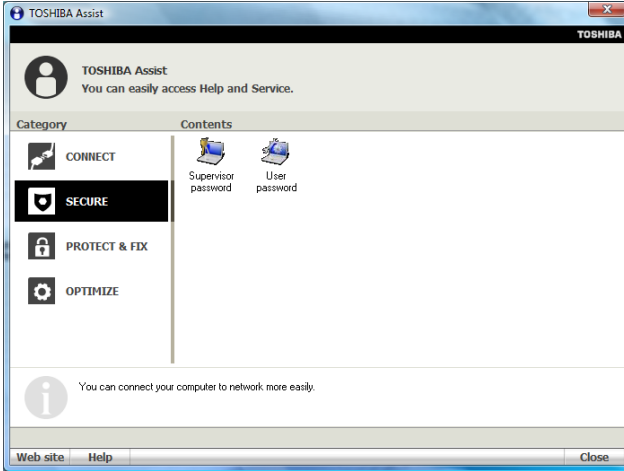 TOSHIBA Assist
TOSHIBA
TOSHIBA Assist
You can easily access Help and Service.
Category
Contents
CONNECT
SECURE
PROTECT & FIX
OPTIMIZE
Supervisor
password
User
password
You can connect your computer to network more easily.
Web site
Help
Close